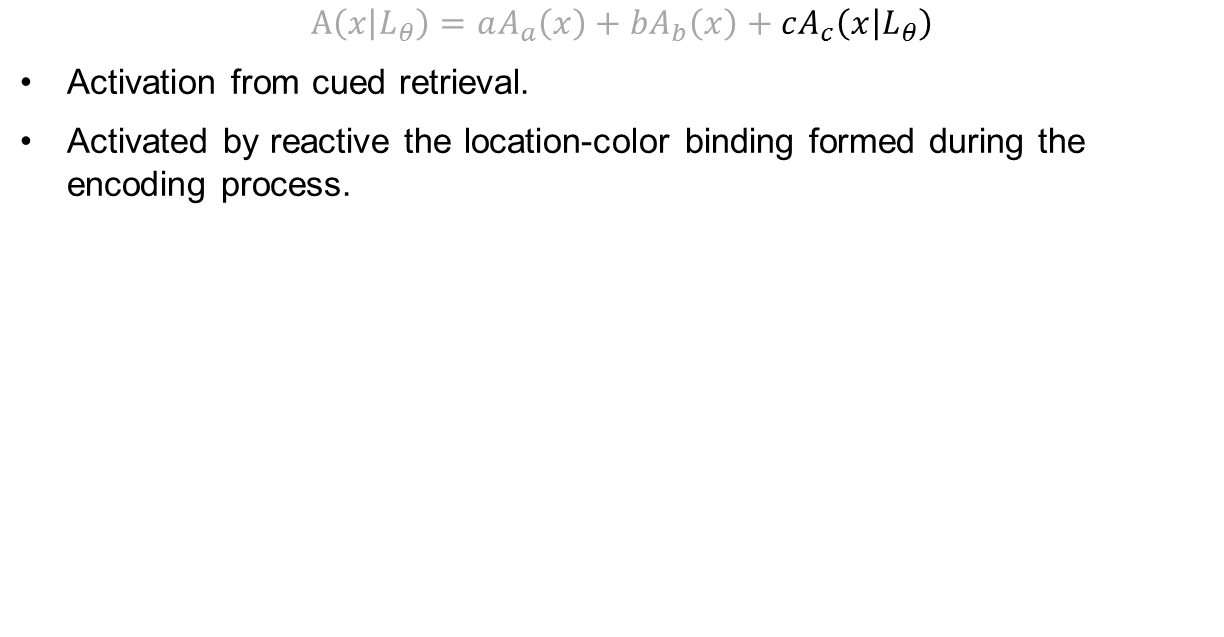 A(x|L_θ) = aA_a(x) + bA_b(x) + cA_c(x|L_θ)
• Activation from cued retrieval.
• Activated by reactive the location-color binding formed during the
encoding process.